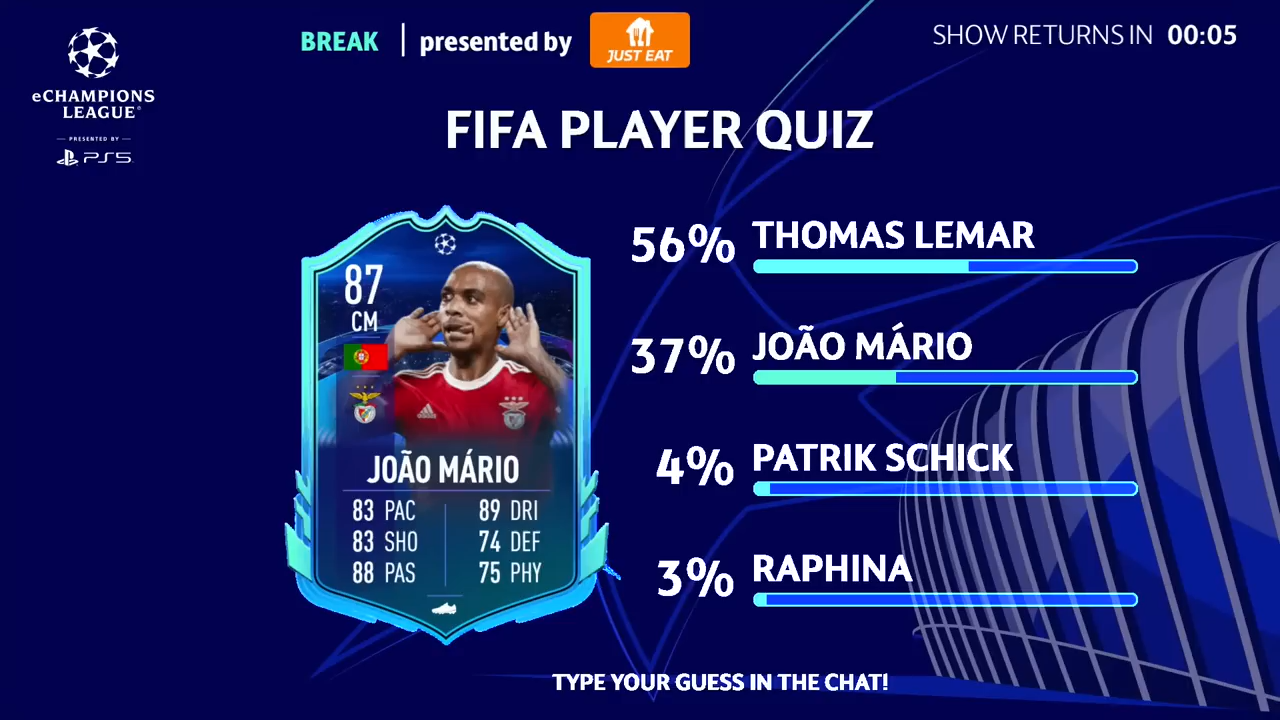 BREAK | presented by
JUST EAT
SHOW RETURNS IN 00:05
eCHAMPIONS
LEAGUE®
PRESENTED BY
PS5
FIFA PLAYER QUIZ
87
CM
JOÃO MÁRIO
83 PAC 89 DRI
83 SHO 74 DEF
88 PAS 75 PHY
56% THOMAS LEMAR
37% JOÃO MÁRIO
4% PATRIK SCHICK
3% RAPHINA
TYPE YOUR GUESS IN THE CHAT!